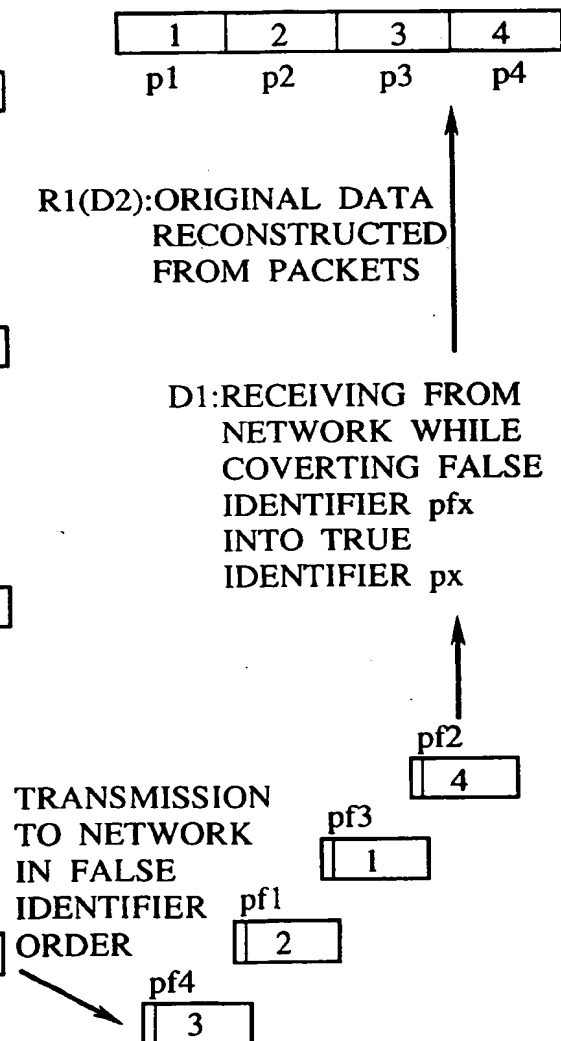 1 2 3 4
p1 p2 p3 p4
R1(D2):ORIGINAL DATA
RECONSTRUCTED
FROM PACKETS
D1:RECEIVING FROM
NETWORK WHILE
COVERTING FALSE
IDENTIFIER pfx
INTO TRUE
IDENTIFIER px
pf2
4
TRANSMISSION
TO NETWORK
IN FALSE
IDENTIFIER
ORDER
pf3
1
pf1
2
pf4
3